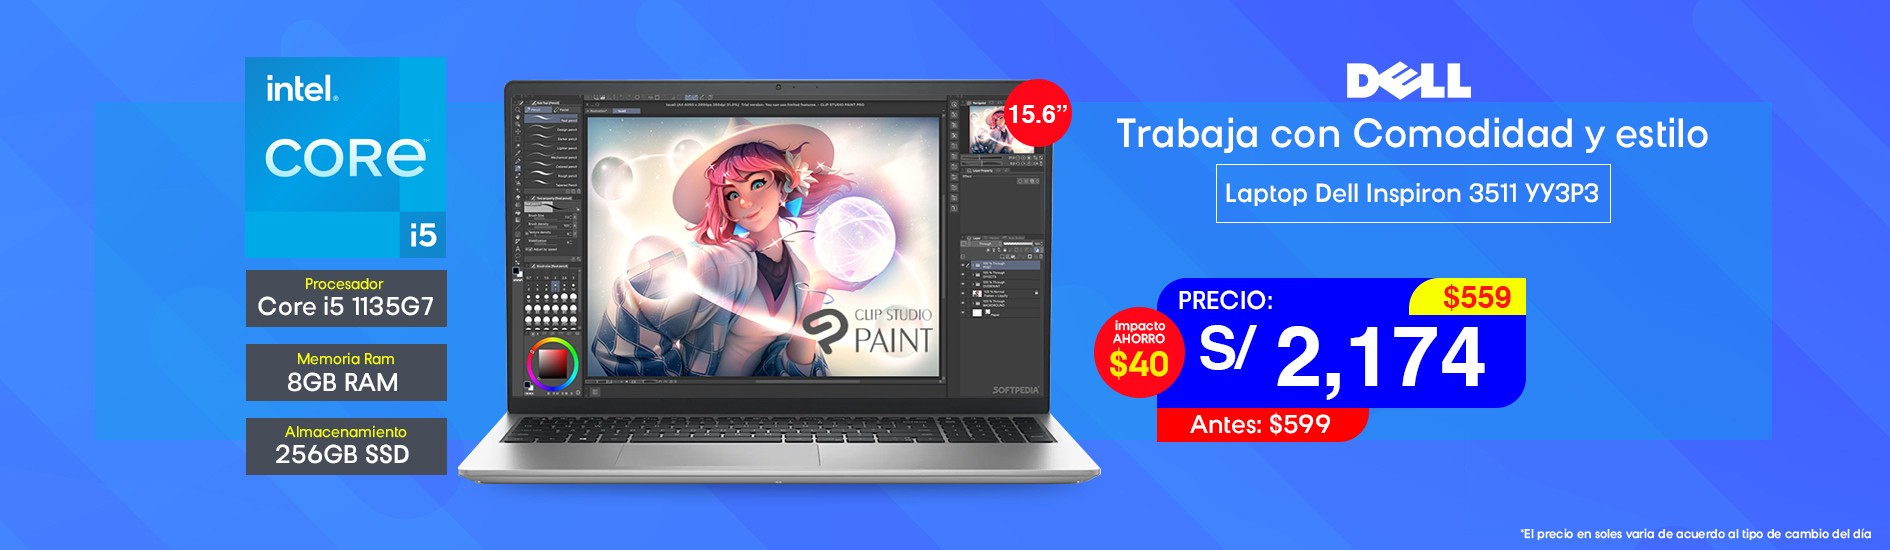 intel.
CORE™
i5
Procesador
Core i5 1135G7
Memoria Ram
8GB RAM
Almacenamiento
256GB SSD
15.6”
CLIP STUDIO
PAINT
SOFTPEDIA
DELL
Trabaja con Comodidad y estilo
Laptop Dell Inspiron 3511 YY3P3
PRECIO:
$559
S/ 2,174
impacto
AHORRO
$40
Antes: $599
*El precio en soles varia de acuerdo al tipo de cambio del día